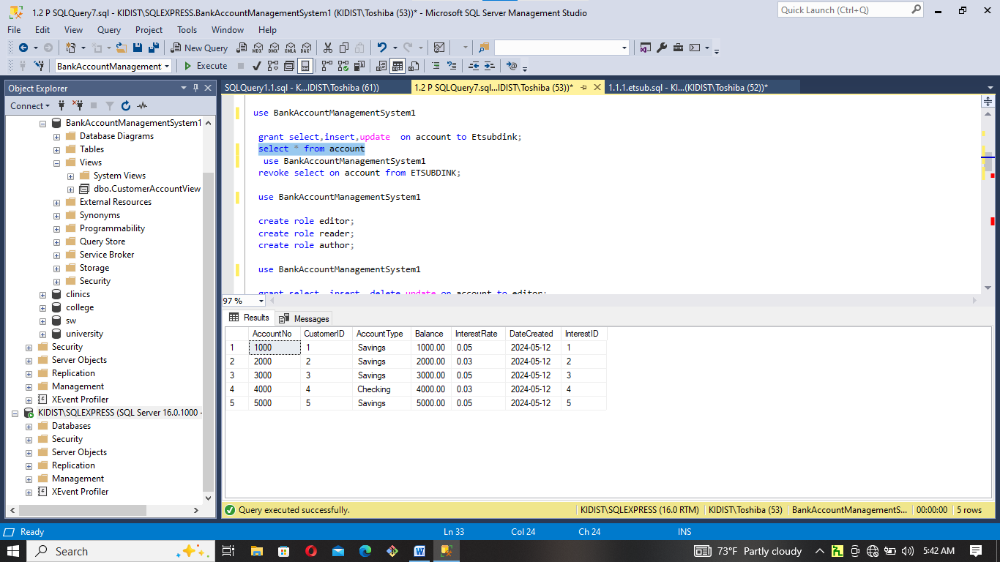 1.2 P SQLQuery7.sql - KIDIST\SQLEXPRESS.BankAccountManagementSystem1 (KIDIST\Toshiba (53))* - Microsoft SQL Server Management Studio
Quick Launch (Ctrl+Q)
File Edit View Query Project Tools Window Help
New Query MDX DMX XMLA DAX
BankAccountManagement Execute
Object Explorer
SQLQuery1.1.sql - K...IDIST\Toshiba (61))
1.2 P SQLQuery7.sql...IDIST\Toshiba (53))*
1.1.1.etsub.sql - KI...(KIDIST\Toshiba (52))*
Connect
BankAccountManagementSystem1
Database Diagrams
Tables
Views
System Views
dbo.CustomerAccountView
External Resources
Synonyms
Programmability
Query Store
Service Broker
Storage
Security
clinics
college
sw
university
Security
Server Objects
Replication
Management
XEvent Profiler
KIDIST\SQLEXPRESS (SQL Server 16.0.1000 -
Databases
Security
Server Objects
Replication
Management
XEvent Profiler
use BankAccountManagementSystem1
grant select,insert,update on account to Etsubdink;
select * from account
use BankAccountManagementSystem1
revoke select on account from ETSUBDINK;
use BankAccountManagementSystem1
create role editor;
create role reader;
create role author;
use BankAccountManagementSystem1
grant select, insert, delete,update on account to editor;
97 %
Results Messages
AccountNo CustomerID AccountType Balance InterestRate DateCreated InterestID
1 1000 1 Savings 1000.00 0.05 2024-05-12 1
2 2000 2 Savings 2000.00 0.03 2024-05-12 2
3 3000 3 Savings 3000.00 0.05 2024-05-12 3
4 4000 4 Checking 4000.00 0.03 2024-05-12 4
5 5000 5 Savings 5000.00 0.05 2024-05-12 5
Query executed successfully.
KIDIST\SQLEXPRESS (16.0 RTM) KIDIST\Toshiba (53) BankAccountManagementS... 00:00:00 5 rows
Ready Ln 33 Col 24 Ch 24 INS
Search
73°F Partly cloudy
5:42 AM